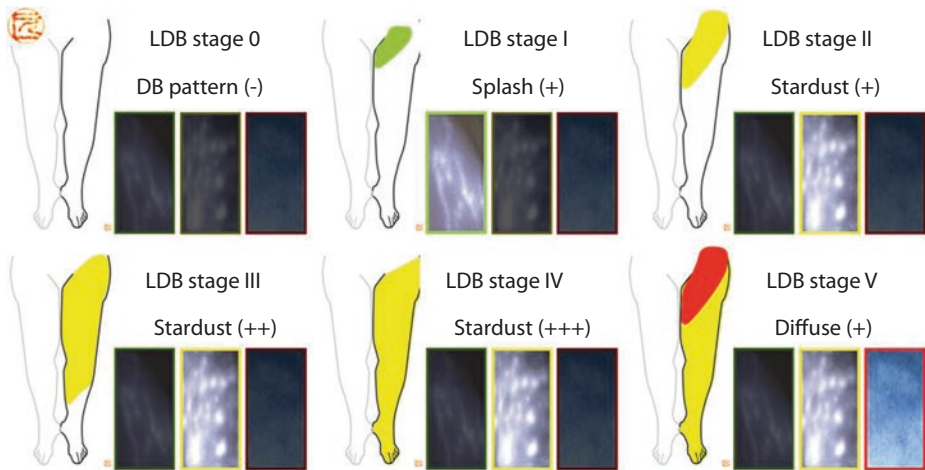 LDB stage 0
DB pattern (-)
LDB stage I
Splash (+)
LDB stage II
Stardust (+)
LDB stage III
Stardust (++)
LDB stage IV
Stardust (+++)
LDB stage V
Diffuse (+)